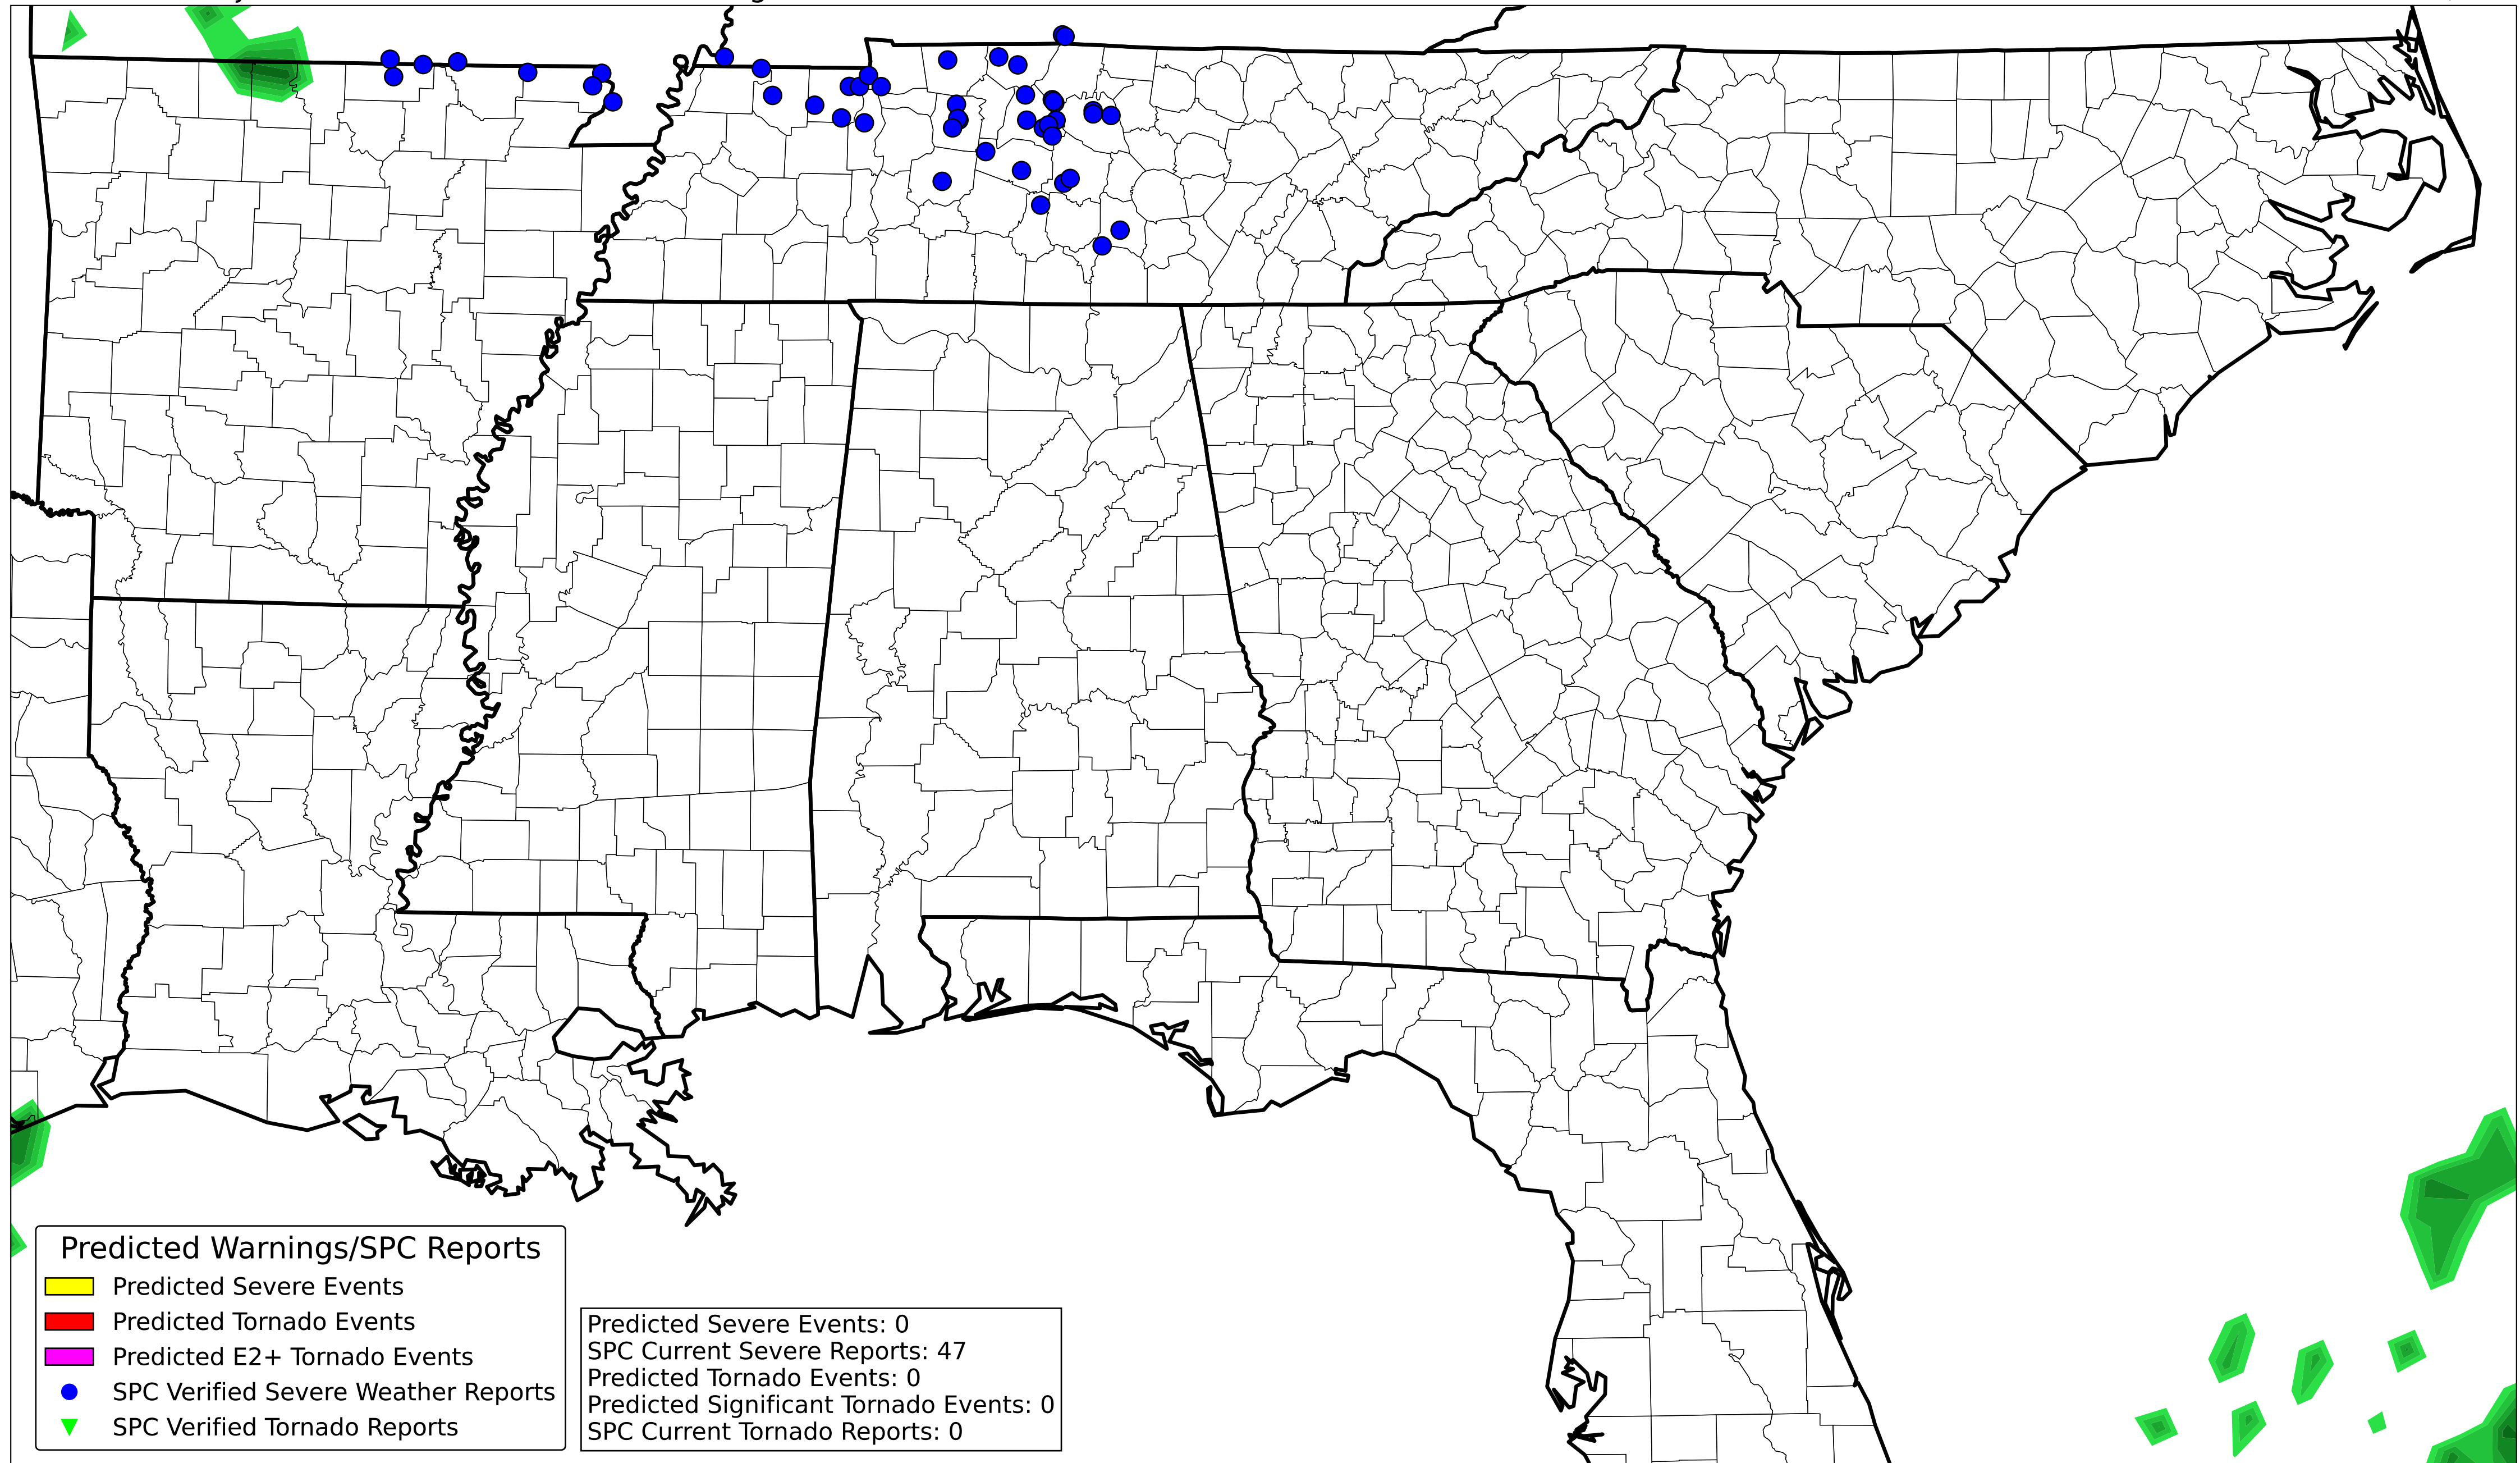 Predicted Warnings/SPC Reports
Predicted Severe Events
Predicted Tornado Events
Predicted E2+ Tornado Events
SPC Verified Severe Weather Reports
SPC Verified Tornado Reports
Predicted Severe Events: 0
SPC Current Severe Reports: 47
Predicted Tornado Events: 0
Predicted Significant Tornado Events: 0
SPC Current Tornado Reports: 0